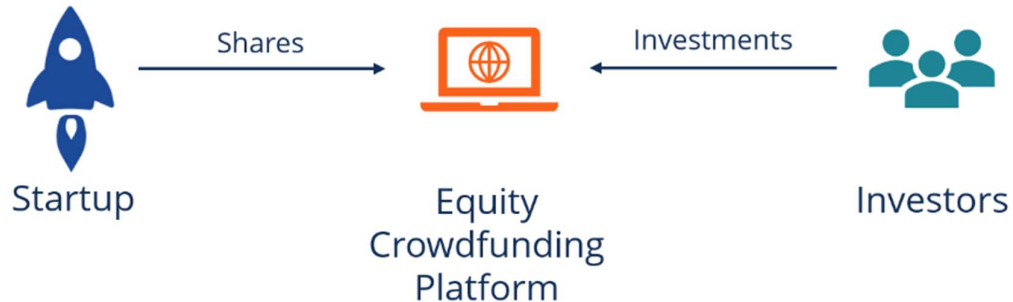 Shares
Investments
Startup
Equity
Crowdfunding
Platform
Investors